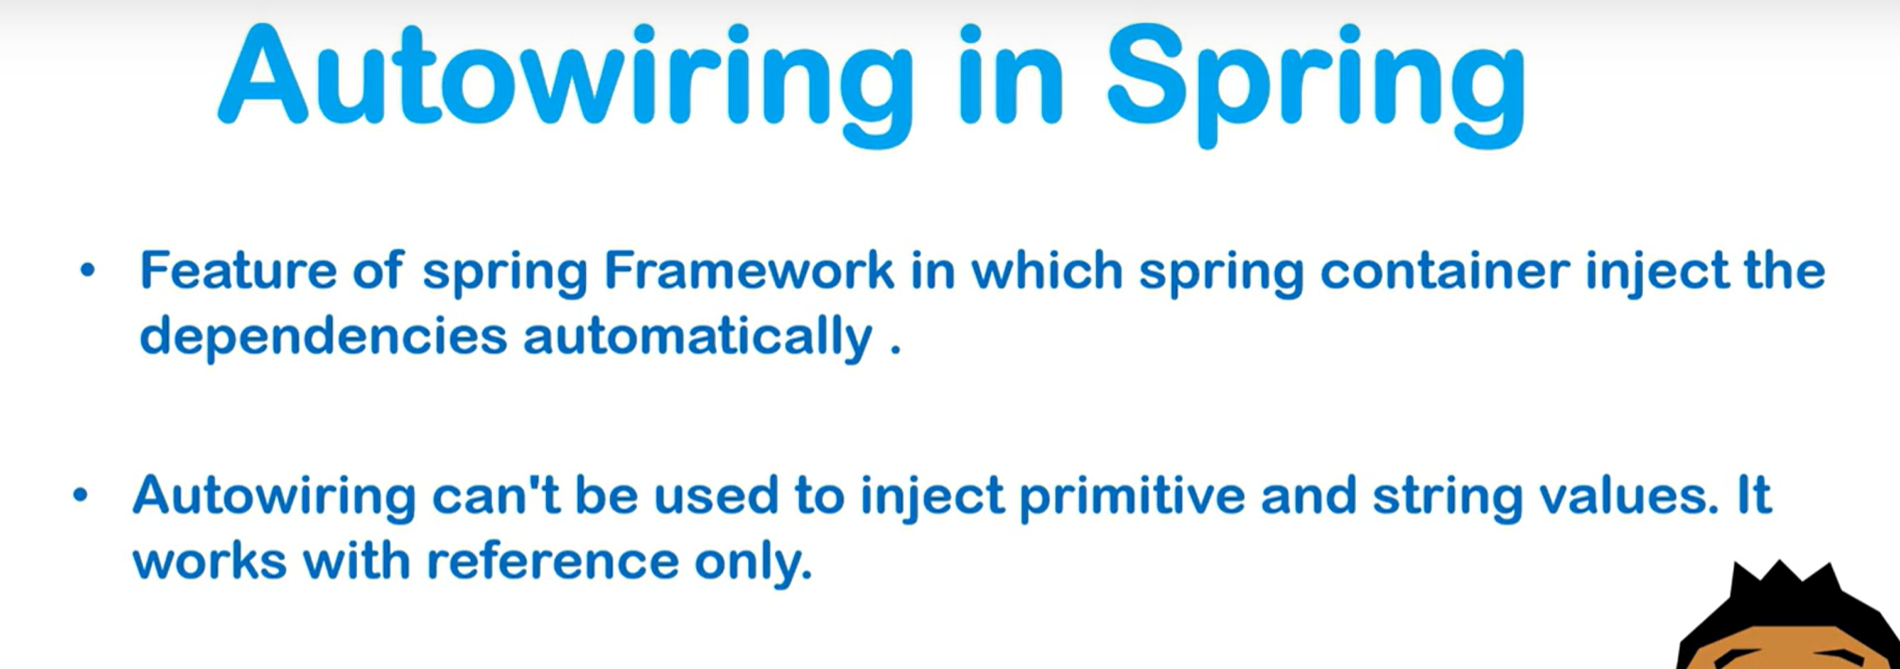 Autowiring in Spring
• Feature of spring Framework in which spring container inject the
dependencies automatically .
• Autowiring can't be used to inject primitive and string values. It
works with reference only.